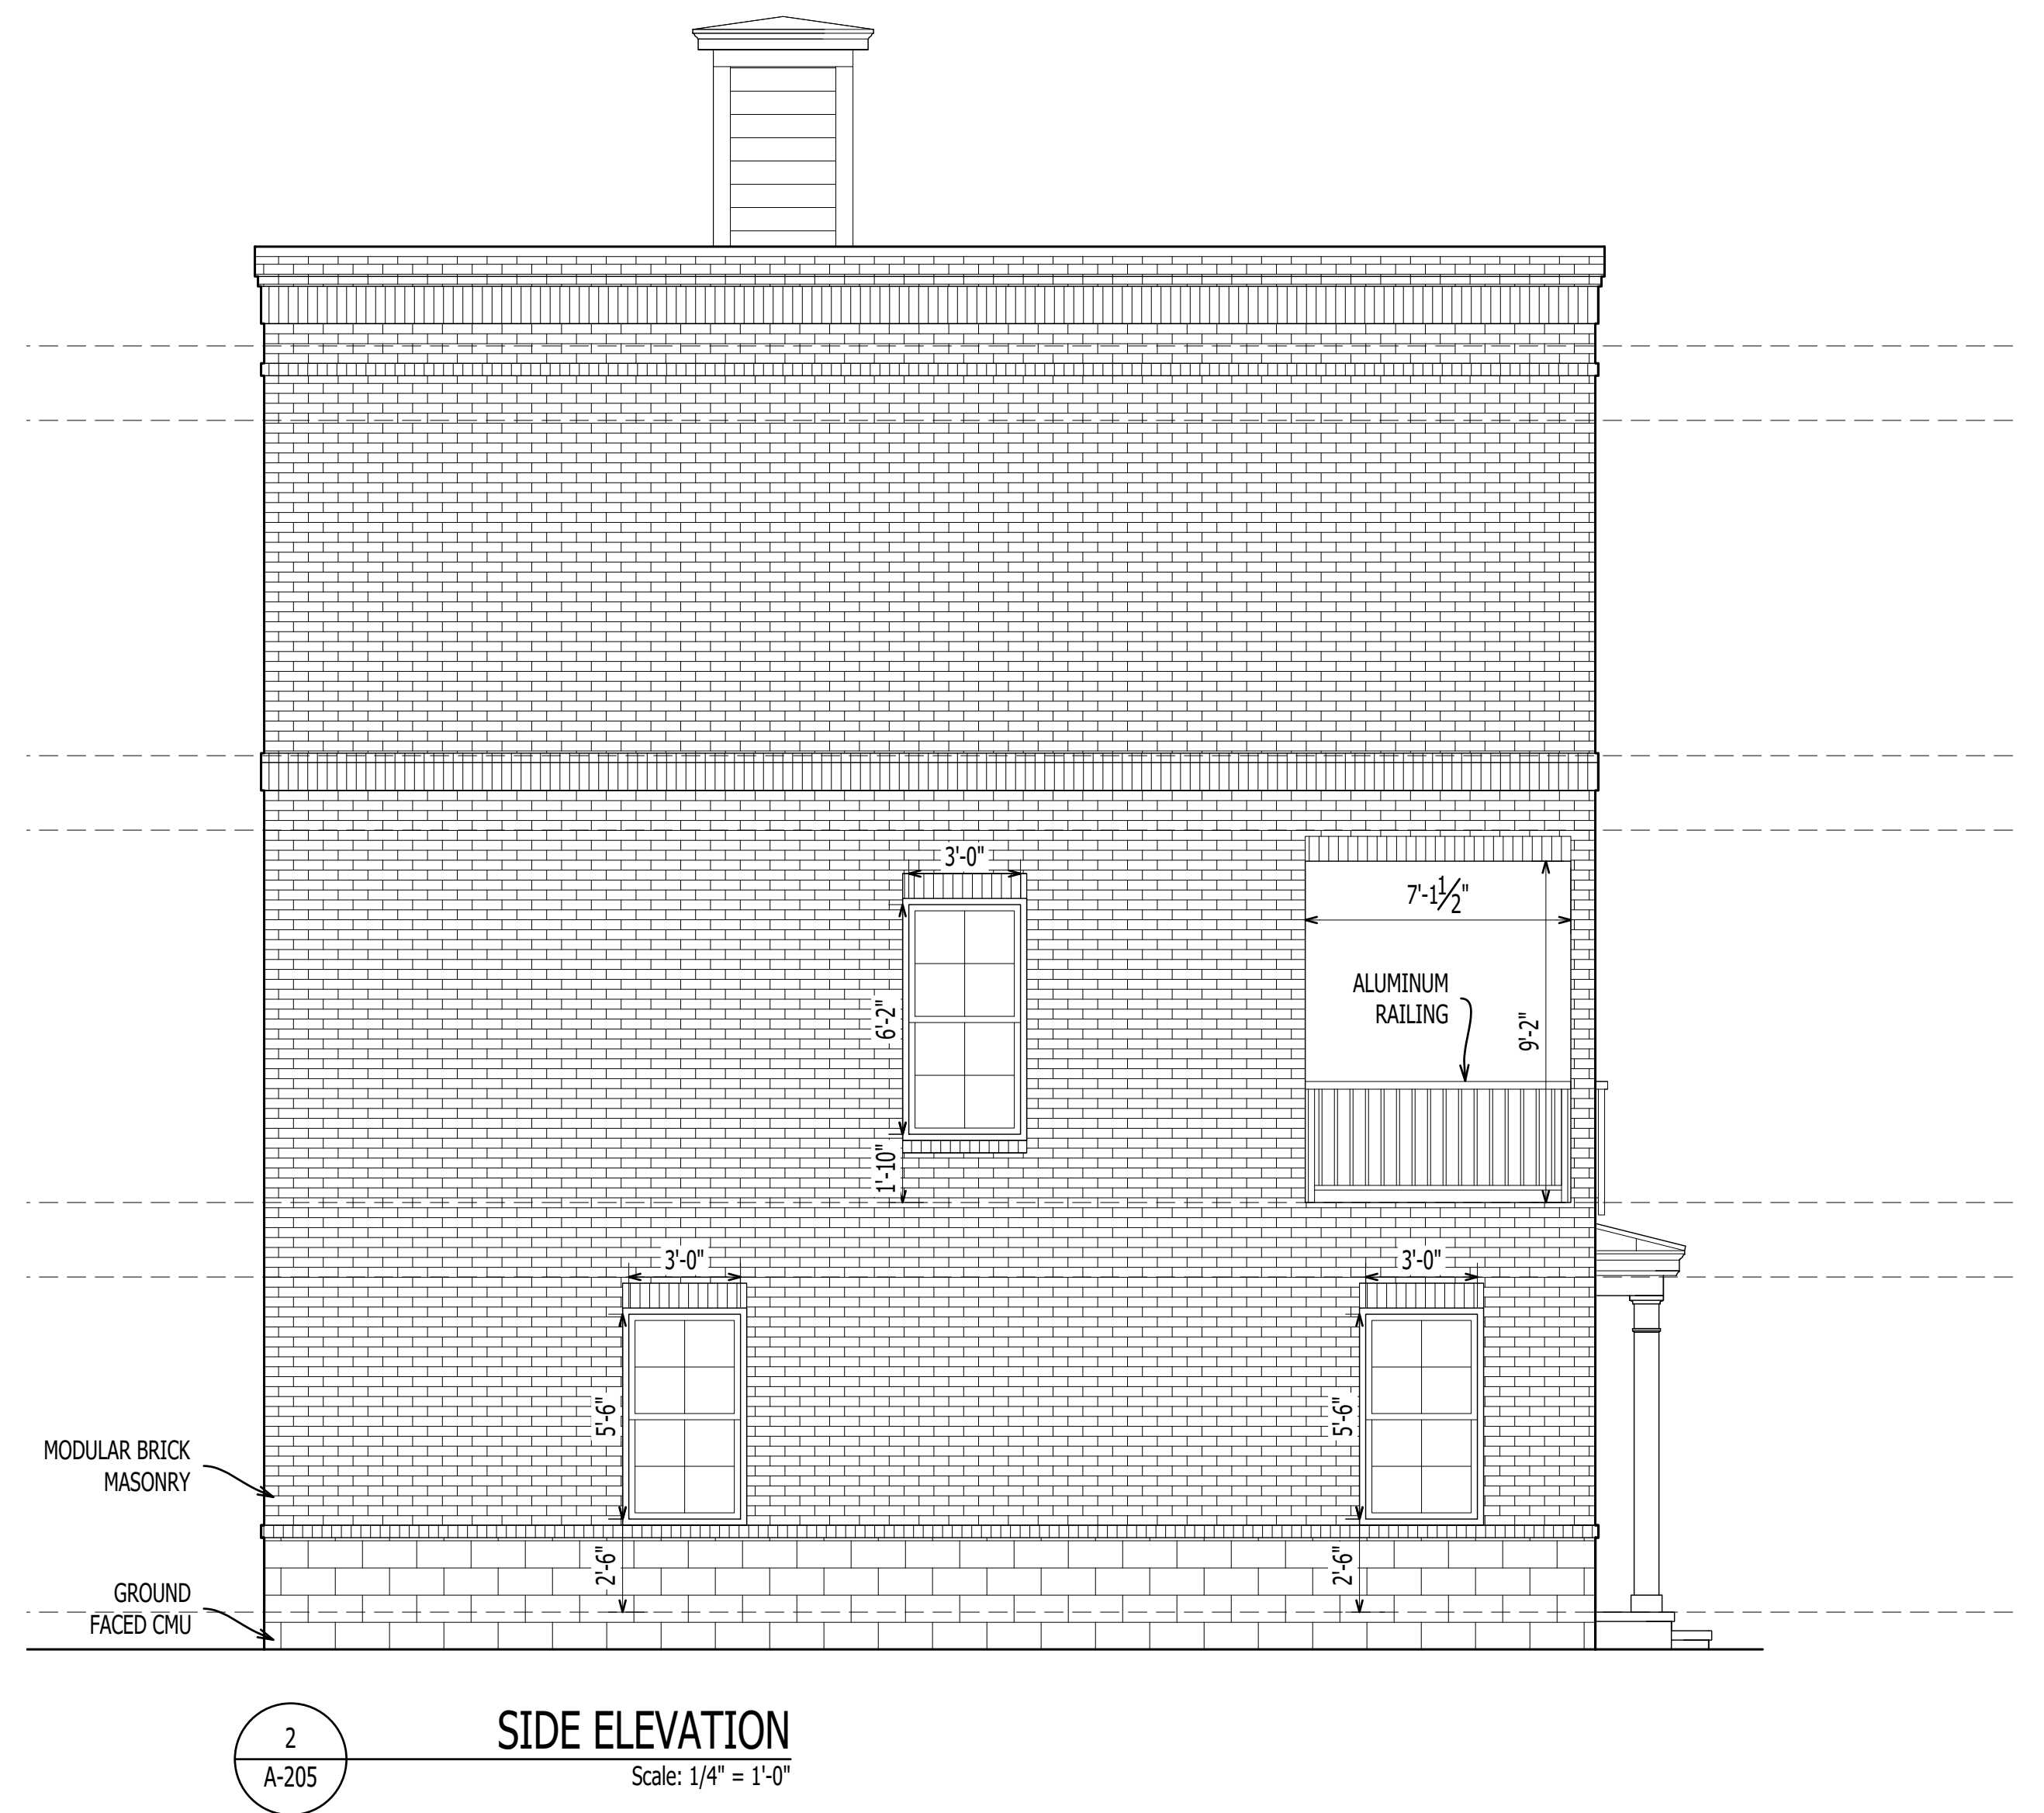 3'-0"
7'-1 1/2"
ALUMINUM
RAILING
6'-2"
9'-2"
1'-10"
3'-0"
3'-0"
5'-6"
5'-6"
MODULAR BRICK
MASONRY
2'-6"
2'-6"
GROUND
FACED CMU
2
A-205
SIDE ELEVATION
Scale: 1/4" = 1'-0"